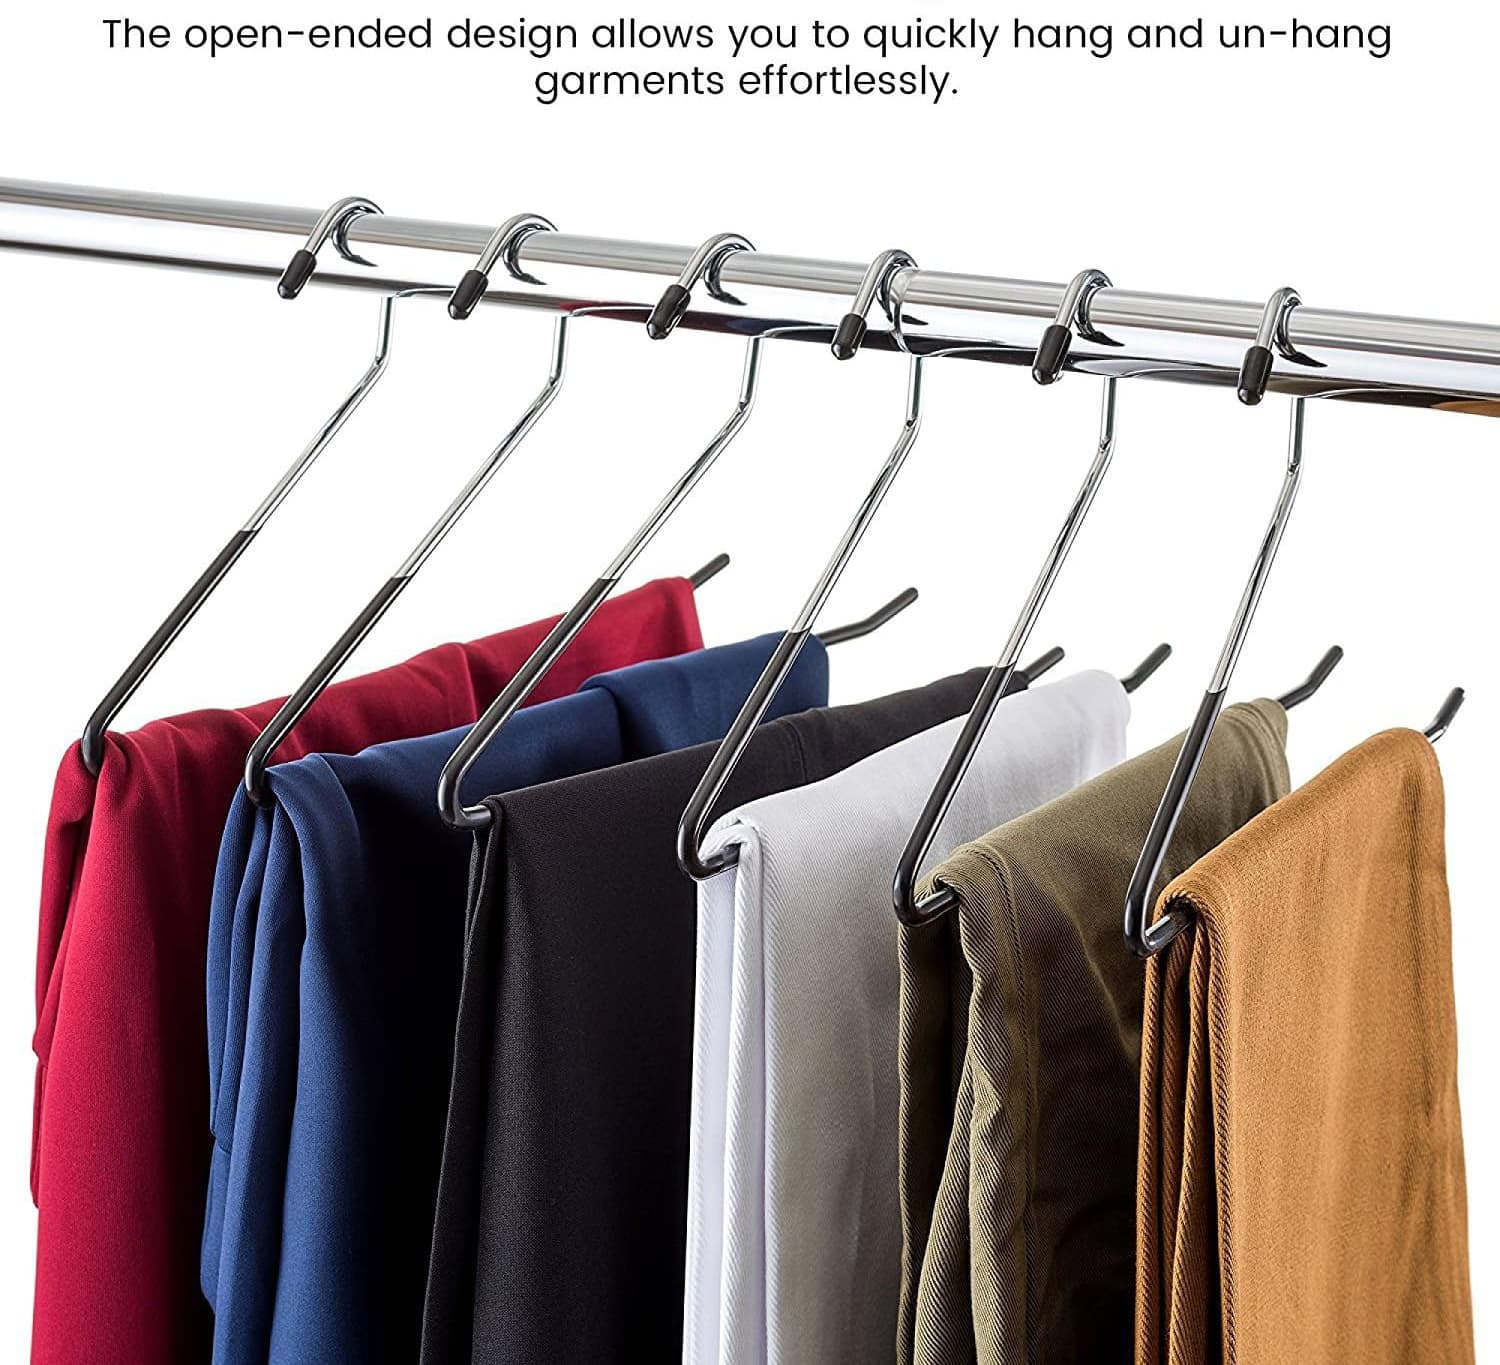 The open-ended design allows you to quickly hang and un-hang
garments effortlessly.